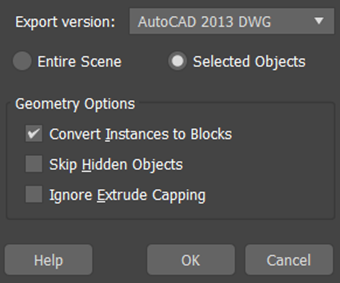 Export version: AutoCAD 2013 DWG
Entire Scene Selected Objects
Geometry Options
Convert Instances to Blocks
Skip Hidden Objects
Ignore Extrude Capping
Help OK Cancel